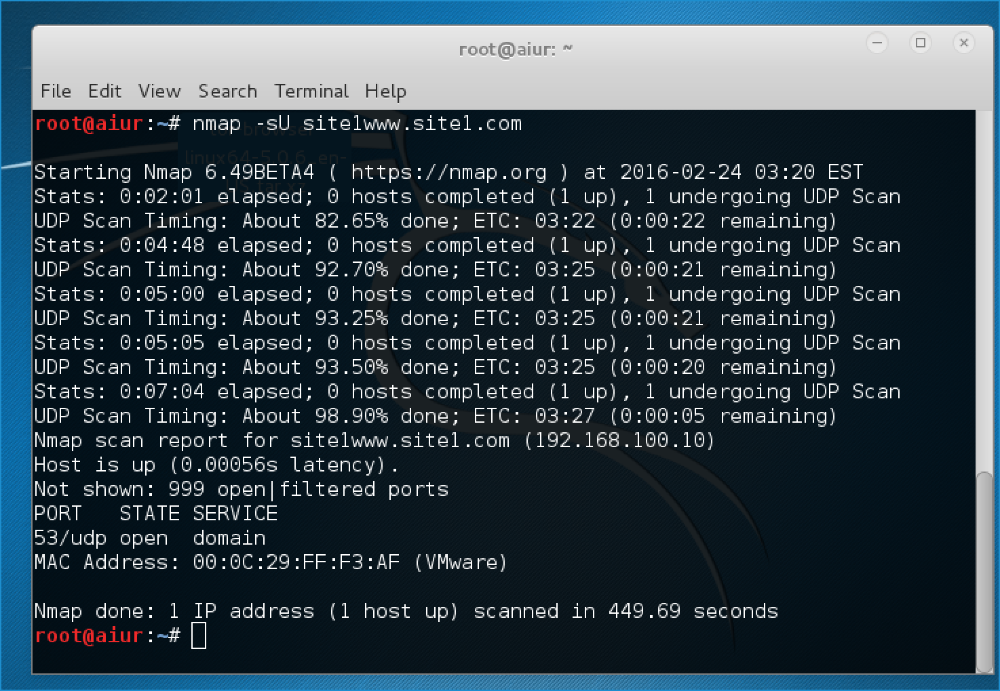 root@aiur: ~
File Edit View Search Terminal Help
root@aiur:~# nmap -sU site1www.site1.com
Starting Nmap 6.49BETA4 ( https://nmap.org ) at 2016-02-24 03:20 EST
Stats: 0:02:01 elapsed; 0 hosts completed (1 up), 1 undergoing UDP Scan
UDP Scan Timing: About 82.65% done; ETC: 03:22 (0:00:22 remaining)
Stats: 0:04:48 elapsed; 0 hosts completed (1 up), 1 undergoing UDP Scan
UDP Scan Timing: About 92.70% done; ETC: 03:25 (0:00:21 remaining)
Stats: 0:05:00 elapsed; 0 hosts completed (1 up), 1 undergoing UDP Scan
UDP Scan Timing: About 93.25% done; ETC: 03:25 (0:00:21 remaining)
Stats: 0:05:05 elapsed; 0 hosts completed (1 up), 1 undergoing UDP Scan
UDP Scan Timing: About 93.50% done; ETC: 03:25 (0:00:20 remaining)
Stats: 0:07:04 elapsed; 0 hosts completed (1 up), 1 undergoing UDP Scan
UDP Scan Timing: About 98.90% done; ETC: 03:27 (0:00:05 remaining)
Nmap scan report for site1www.site1.com (192.168.100.10)
Host is up (0.00056s latency).
Not shown: 999 open|filtered ports
PORT   STATE SERVICE
53/udp open  domain
MAC Address: 00:0C:29:FF:F3:AF (VMware)
Nmap done: 1 IP address (1 host up) scanned in 449.69 seconds
root@aiur:~#